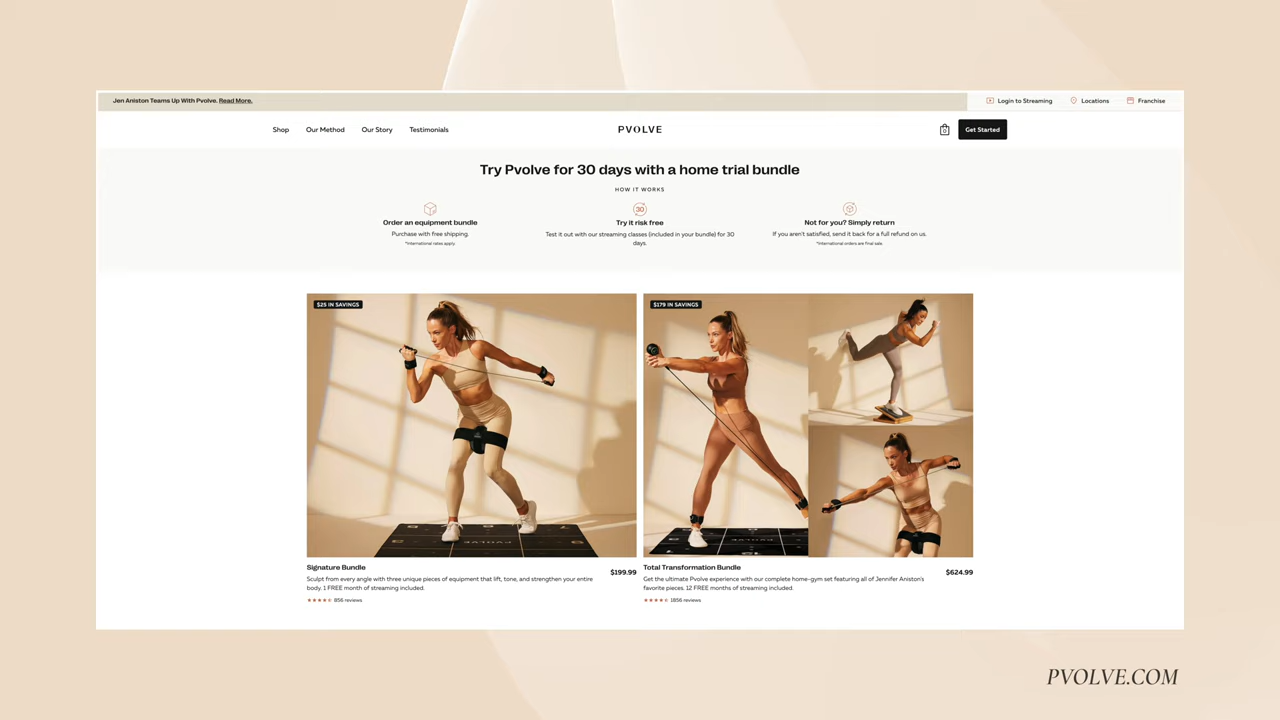 Jen Aniston Teams Up With Pvolve. Read More.
Login to Streaming
Locations
Franchise
Shop
Our Method
Our Story
Testimonials
PVOLVE
0
Get Started
Try Pvolve for 30 days with a home trial bundle
HOW IT WORKS
Order an equipment bundle
Purchase with free shipping.
*International rates apply
30
Try it risk free
Test it out with our streaming classes (included in your bundle) for 30
days.
Not for you? Simply return
If you aren't satisfied, send it back for a full refund on us.
*International orders are final sale.
$25 IN SAVINGS
PVOLVE
Signature Bundle
$199.99
Sculpt from every angle with three unique pieces of equipment that lift, tone, and strengthen your entire
body. 1 FREE month of streaming included.
856 reviews
$179 IN SAVINGS
Total Transformation Bundle
$624.99
Get the ultimate Pvolve experience with our complete home-gym set featuring all of Jennifer Aniston's
favorite pieces. 12 FREE months of streaming included.
1856 reviews
PVOLVE.COM